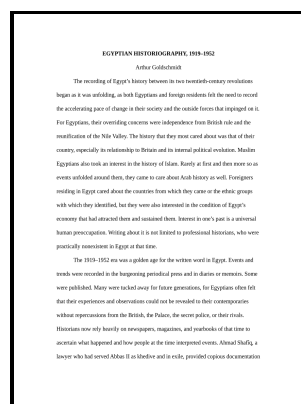 EGYPTIAN HISTORIOGRAPHY, 1919–1952
Arthur Goldschmidt
The recording of Egypt's history between its two twentieth-century revolutions
began as it was unfolding, as both Egyptians and foreign residents felt the need to record
the accelerating pace of change in their society and the outside forces that impinged on it.
For Egyptians, their overriding concerns were independence from British rule and the
reunification of the Nile Valley. The history that they most cared about was that of their
country, especially its relationship to Britain and its internal political evolution. Muslim
Egyptians also took an interest in the history of Islam. Rarely at first and then more so as
events unfolded around them, they came to care about Arab history as well. Foreigners
residing in Egypt cared about the countries from which they came or the ethnic groups
with which they identified, but they were also interested in the condition of Egypt's
economy that had attracted them and sustained them. Interest in one's past is a universal
human preoccupation. Writing about it is not limited to professional historians, who were
practically nonexistent in Egypt at that time.
The 1919–1952 era was a golden age for the written word in Egypt. Events and
trends were recorded in the burgeoning periodical press and in diaries or memoirs. Some
were published. Many were tucked away for future generations, for Egyptians often felt
that their experiences and observations could not be revealed to their contemporaries
without repercussions from the British, the Palace, the secret police, or their rivals.
Historians now rely heavily on newspapers, magazines, and yearbooks of that time to
ascertain what happened and how people at the time interpreted events. Ahmad Shafiq, a
lawyer who had served Abbas II as khedive and in exile, provided copious documentation